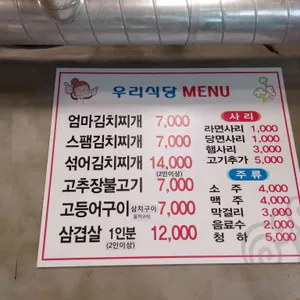 우리식당 MENU
엄마김치찌개 7,000
스팸김치찌개 7,000
섞어김치찌개 14,000
(2인이상)
고추장불고기 7,000
고등어구이 삼치구이 7,000
삼겹살 1인분 12,000
(2인이상)
사리
라면사리 1,000
당면사리 1,000
햄사리 3,000
고기추가 5,000
주류
소주 4,000
맥주 4,000
막걸리 3,000
음료수 2,000
청하 5,000